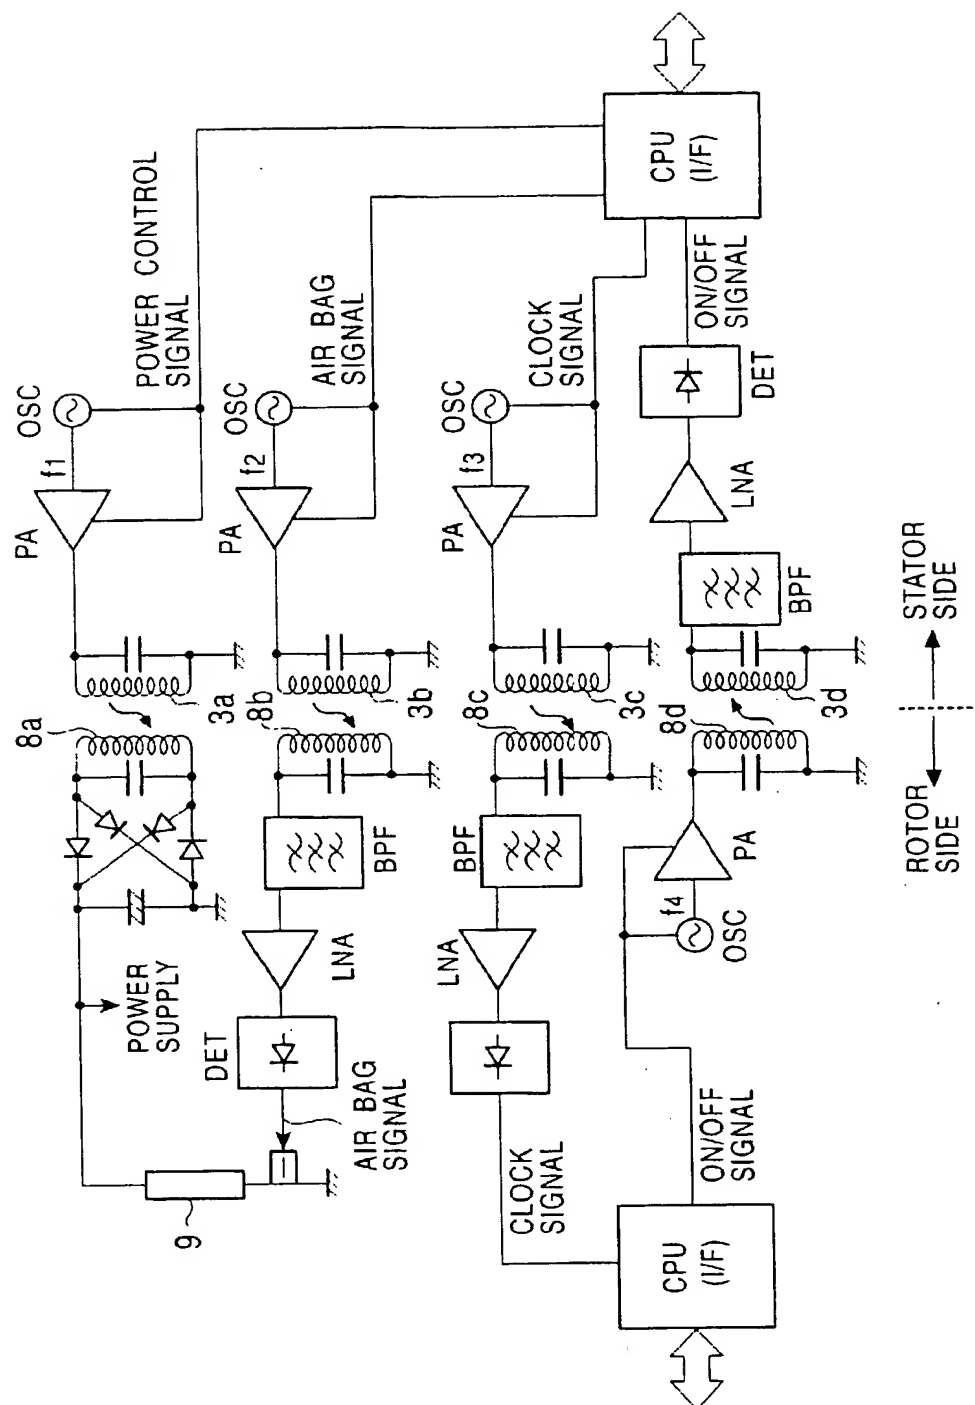 8a
3a
PA
f1
OSC
POWER CONTROL
SIGNAL
POWER
SUPPLY
9
8b
3b
PA
f2
OSC
AIR BAG
SIGNAL
BPF
LNA
DET
AIR BAG
SIGNAL
8c
3c
PA
f3
OSC
CLOCK
SIGNAL
BPF
LNA
CLOCK
SIGNAL
8d
3d
BPF
LNA
DET
ON/OFF
SIGNAL
CPU
(I/F)
PA
f4
OSC
ON/OFF
SIGNAL
CPU
(I/F)
ROTOR
SIDE
STATOR
SIDE